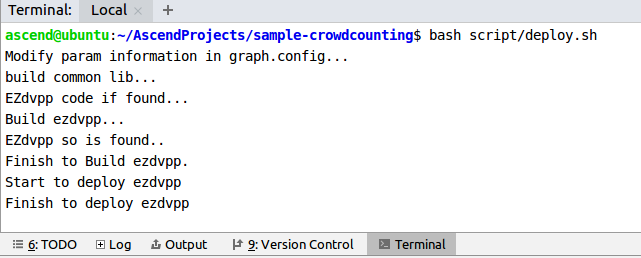 Terminal: Local × +
ascend@ubuntu:~/AscendProjects/sample-crowdcounting$ bash script/deploy.sh
Modify param information in graph.config...
build common lib...
EZdvpp code if found...
Build ezdvpp...
EZdvpp so is found..
Finish to Build ezdvpp.
Start to deploy ezdvpp
Finish to deploy ezdvpp
6: TODO Log Output 9: Version Control Terminal